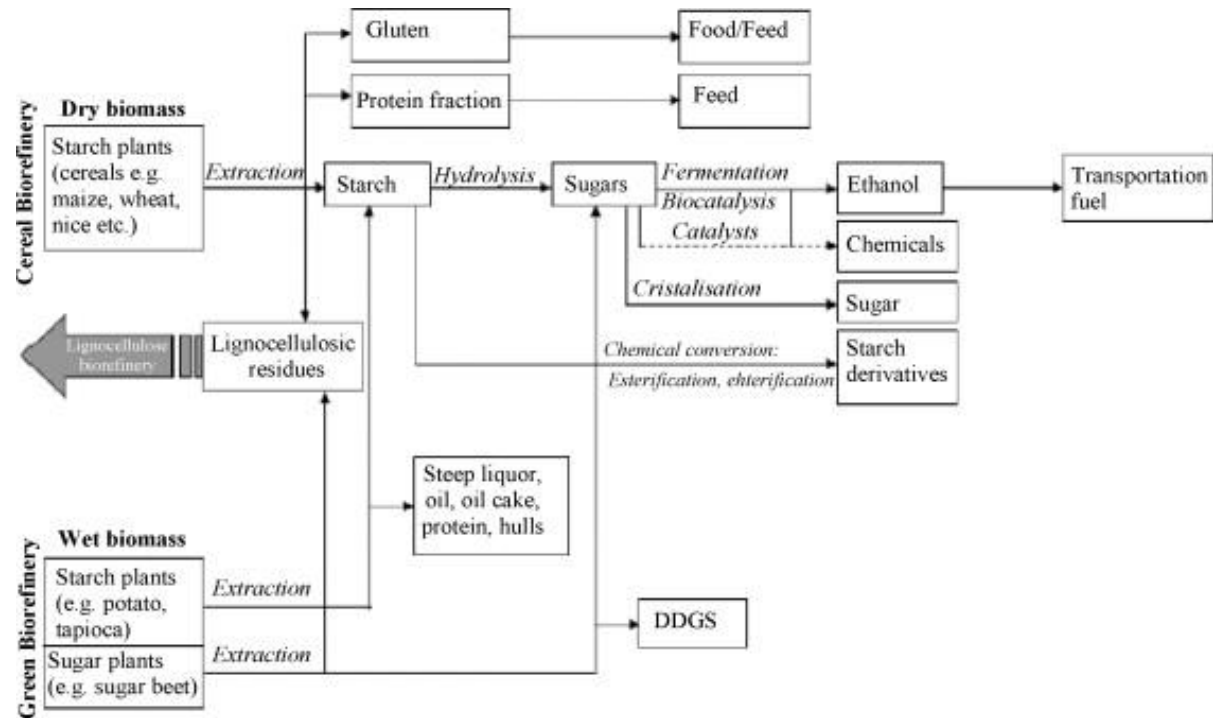 Gluten
Food/Feed
Protein fraction
Feed
Cereal Biorefinery
Dry biomass
Starch plants
(cereals e.g.
maize, wheat,
nice etc.)
Extraction
Starch
Hydrolysis
Sugars
Fermentation
Biocatalysis
Catalysts
Ethanol
Transportation
fuel
Chemicals
Cristalisation
Sugar
Lignocellulose
biorefinery
Lignocellulosic
residues
Chemical conversion:
Esterification, ehterification
Starch
derivatives
Steep liquor,
oil, oil cake,
protein, hulls
Green Biorefinery
Wet biomass
Starch plants
(e.g. potato,
tapioca)
Extraction
Sugar plants
(e.g. sugar beet)
Extraction
DDGS